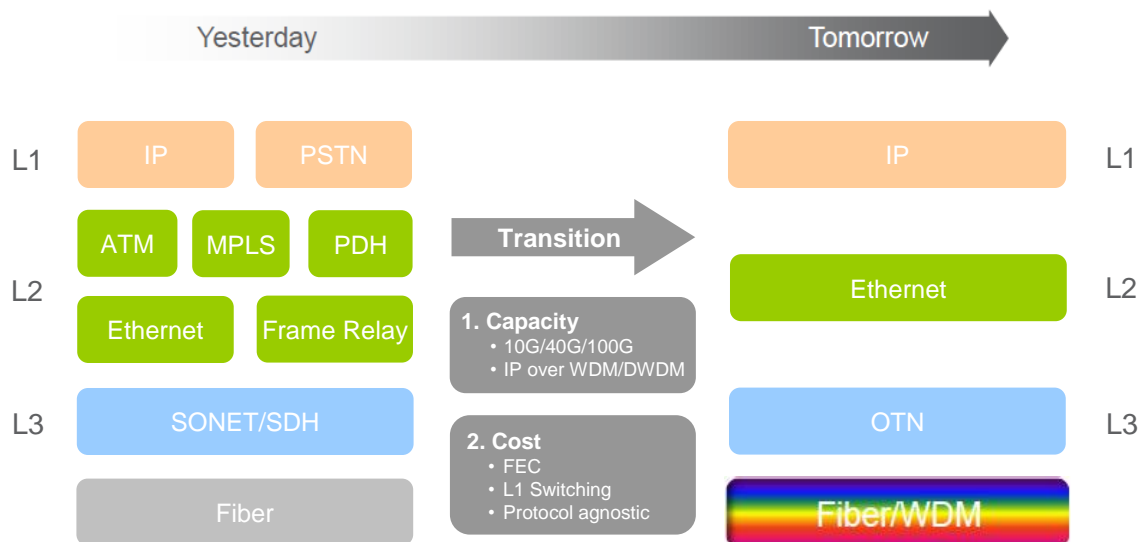 Yesterday
Tomorrow
L1
IP
PSTN
IP
L1
ATM
MPLS
PDH
Transition
L2
Ethernet
Frame Relay
Ethernet
L2
1. Capacity
• 10G/40G/100G
• IP over WDM/DWDM
L3
SONET/SDH
OTN
L3
2. Cost
• FEC
• L1 Switching
• Protocol agnostic
Fiber
Fiber/WDM